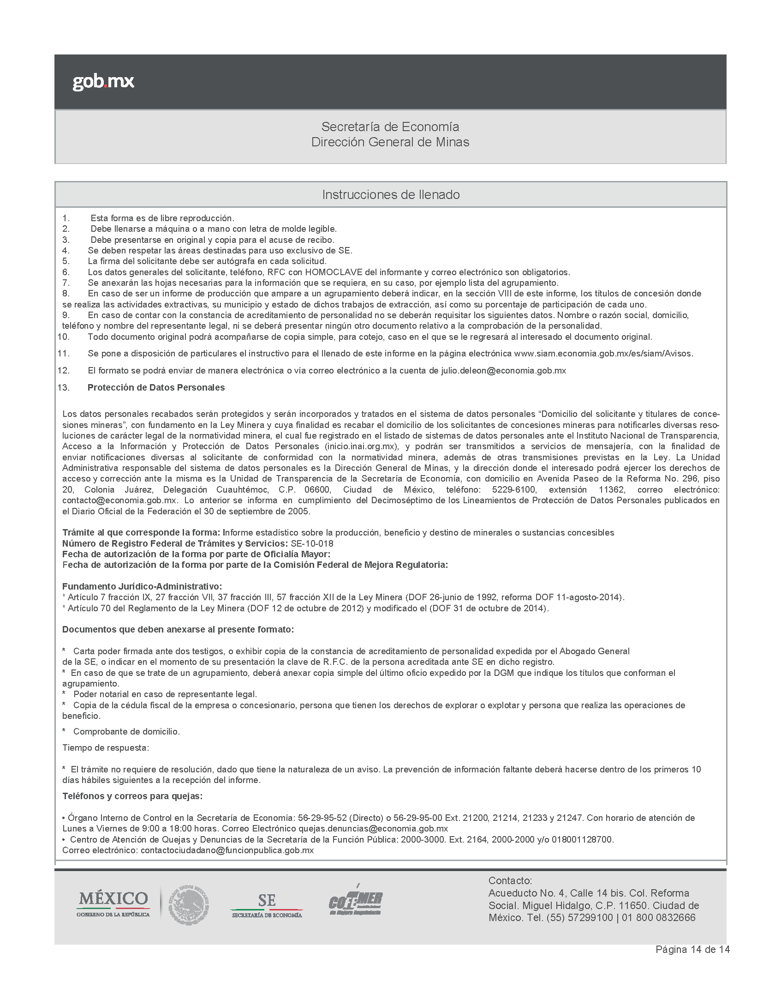 gob.mx
Secretaría de Economía
Dirección General de Minas
Instrucciones de llenado
1. Esta forma es de libre reproducción.
2. Debe llenarse a máquina o a mano con letra de molde legible.
3. Debe presentarse en original y copia para el acuse de recibo.
4. Se deben respetar las áreas destinadas para uso exclusivo de SE.
5. La firma del solicitante debe ser autógrafa en cada solicitud.
6. Los datos generales del solicitante, teléfono, RFC con HOMOCLAVE del informante y correo electrónico son obligatorios.
7. Se anexarán las hojas necesarias para la información que se requiera, en su caso, por ejemplo lista del agrupamiento.
8. En caso de ser un informe de producción que ampare a un agrupamiento deberá indicar, en la sección VIII de este informe, los títulos de concesión donde
se realiza las actividades extractivas, su municipio y estado de dichos trabajos de extracción, así como su porcentaje de participación de cada uno.
9. En caso de contar con la constancia de acreditamiento de personalidad no se deberán requisitar los siguientes datos. Nombre o razón social, domicilio,
teléfono y nombre del representante legal, ni se deberá presentar ningún otro documento relativo a la comprobación de la personalidad.
10. Todo documento original podrá acompañarse de copia simple, para cotejo, caso en el que se le regresará al interesado el documento original.
11. Se pone a disposición de particulares el instructivo para el llenado de este informe en la página electrónica www.siam.economia.gob.mx/es/siam/Avisos.
12. El formato se podrá enviar de manera electrónica o vía correo electrónico a la cuenta de julio.deleon@economia.gob.mx
13. Protección de Datos Personales
Los datos personales recabados serán protegidos y serán incorporados y tratados en el sistema de datos personales “Domicilio del solicitante y titulares de conce-
siones mineras”, con fundamento en la Ley Minera y cuya finalidad es recabar el domicilio de los solicitantes de concesiones mineras para notificarles diversas reso-
luciones de carácter legal de la normatividad minera, el cual fue registrado en el listado de sistemas de datos personales ante el Instituto Nacional de Transparencia,
Acceso a la Información y Protección de Datos Personales (inicio.inai.org.mx), y podrán ser transmitidos a servicios de mensajería, con la finalidad de
enviar notificaciones diversas al solicitante de conformidad con la normatividad minera, además de otras transmisiones previstas en la Ley. La Unidad
Administrativa responsable del sistema de datos personales es la Dirección General de Minas, y la dirección donde el interesado podrá ejercer los derechos de
acceso y corrección ante la misma es la Unidad de Transparencia de la Secretaría de Economía, con domicilio en Avenida Paseo de la Reforma No. 296, piso
20, Colonia Juárez, Delegación Cuauhtémoc, C.P. 06600, Ciudad de México, teléfono: 5229-6100, extensión 11362, correo electrónico:
contacto@economia.gob.mx. Lo anterior se informa en cumplimiento del Decimoséptimo de los Lineamientos de Protección de Datos Personales publicados en
el Diario Oficial de la Federación el 30 de septiembre de 2005.
Trámite al que corresponde la forma: Informe estadístico sobre la producción, beneficio y destino de minerales o sustancias concesibles
Número de Registro Federal de Trámites y Servicios: SE-10-018
Fecha de autorización de la forma por parte de Oficialía Mayor:
Fecha de autorización de la forma por parte de la Comisión Federal de Mejora Regulatoria:
Fundamento Jurídico-Administrativo:
* Artículo 7 fracción IX, 27 fracción VII, 37 fracción III, 57 fracción XII de la Ley Minera (DOF 26-junio de 1992, reforma DOF 11-agosto-2014).
* Artículo 70 del Reglamento de la Ley Minera (DOF 12 de octubre de 2012) y modificado el (DOF 31 de octubre de 2014).
Documentos que deben anexarse al presente formato:
* Carta poder firmada ante dos testigos, o exhibir copia de la constancia de acreditamiento de personalidad expedida por el Abogado General
de la SE, o indicar en el momento de su presentación la clave de R.F.C. de la persona acreditada ante SE en dicho registro.
* En caso de que se trate de un agrupamiento, deberá anexar copia simple del último oficio expedido por la DGM que indique los títulos que conforman el
agrupamiento.
* Poder notarial en caso de representante legal.
* Copia de la cédula fiscal de la empresa o concesionario, persona que tienen los derechos de explorar o explotar y persona que realiza las operaciones de
beneficio.
* Comprobante de domicilio.
Tiempo de respuesta:
* El trámite no requiere de resolución, dado que tiene la naturaleza de un aviso. La prevención de información faltante deberá hacerse dentro de los primeros 10
días hábiles siguientes a la recepción del informe.
Teléfonos y correos para quejas:
• Órgano Interno de Control en la Secretaría de Economía: 56-29-95-52 (Directo) o 56-29-95-00 Ext. 21200, 21214, 21233 y 21247. Con horario de atención de
Lunes a Viernes de 9:00 a 18:00 horas. Correo Electrónico quejas.denuncias@economia.gob.mx
• Centro de Atención de Quejas y Denuncias de la Secretaría de la Función Pública: 2000-3000. Ext. 2164, 2000-2000 y/o 018001128700.
Correo electrónico: contactociudadano@funcionpublica.gob.mx
MÉXICO
GOBIERNO DE LA REPÚBLICA
ESTADOS UNIDOS MEXICANOS
SE
SECRETARÍA DE ECONOMÍA
COFEMER
Comisión Federal
de Mejora Regulatoria
Contacto:
Acueducto No. 4, Calle 14 bis. Col. Reforma
Social. Miguel Hidalgo, C.P. 11650. Ciudad de
México. Tel. (55) 57299100 | 01 800 0832666
Página 14 de 14